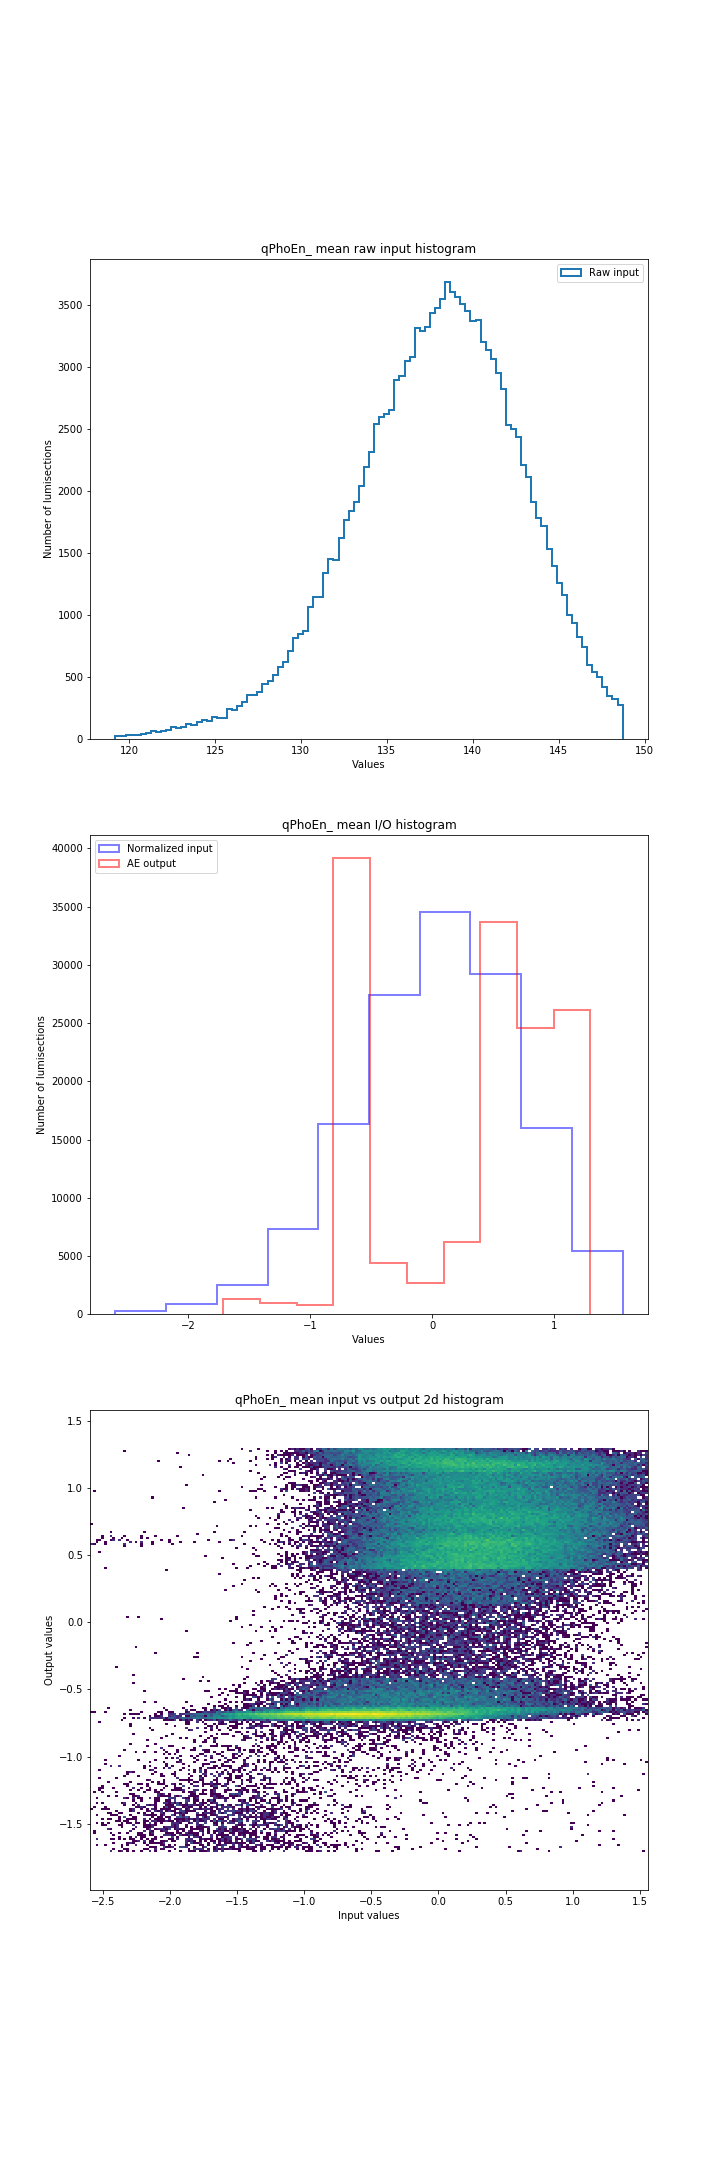 qPhoEn_ mean raw input histogram
Raw input
3500
3000
2500
2000
1500
1000
500
0
Number of lumisections
120 125 130 135 140 145 150
Values
qPhoEn_ mean I/O histogram
Normalized input
AE output
40000
35000
30000
25000
20000
15000
10000
5000
0
Number of lumisections
−2 −1 0 1
Values
qPhoEn_ mean input vs output 2d histogram
1.5
1.0
0.5
0.0
−0.5
−1.0
−1.5
Output values
−2.5 −2.0 −1.5 −1.0 −0.5 0.0 0.5 1.0 1.5
Input values